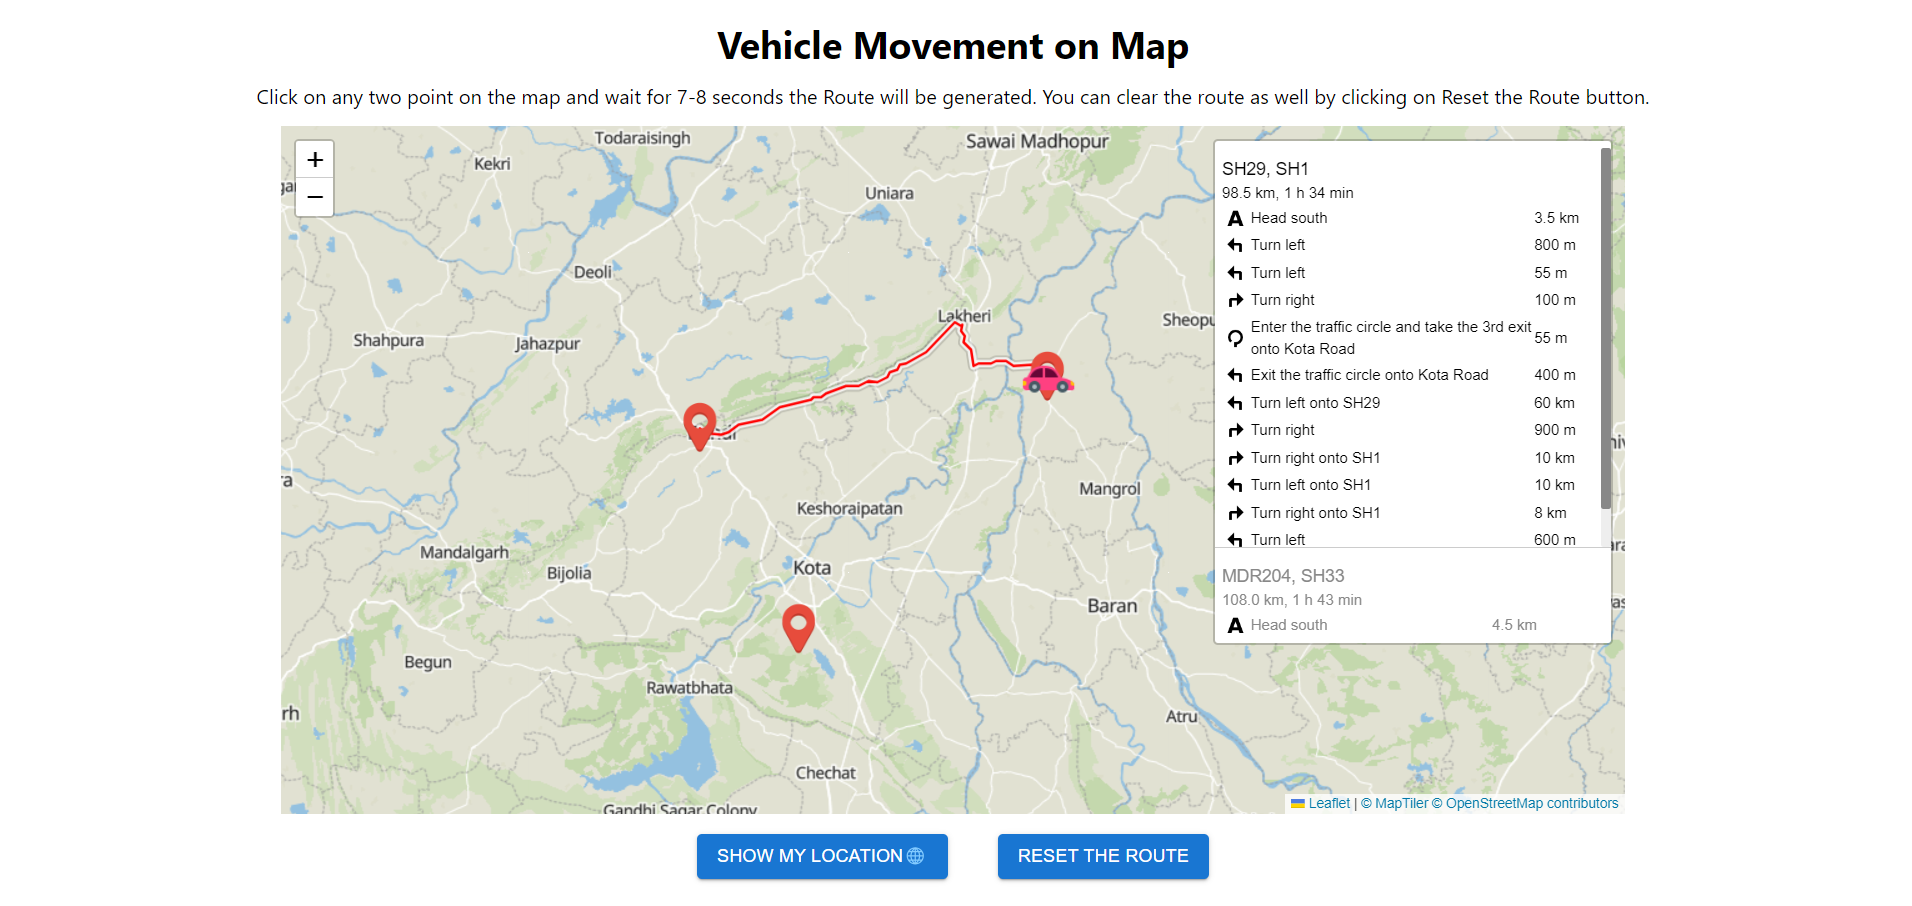 Vehicle Movement on Map
Click on any two point on the map and wait for 7-8 seconds the Route will be generated. You can clear the route as well by clicking on Reset the Route button.
+
−
Todaraisingh
Sawai Madhopur
Kekri
Uniara
Deoli
Lakheri
Shahpura
Jahazpur
Mangrol
Keshoraipatan
Mandalgarh
Bijolia
Kota
Baran
Begun
Rawatbhata
Atru
Chechat
Gandhi Sagar Colony
SH29, SH1
98.5 km, 1 h 34 min
Head south 3.5 km
Turn left 800 m
Turn left 55 m
Turn right 100 m
Enter the traffic circle and take the 3rd exit
onto Kota Road 55 m
Exit the traffic circle onto Kota Road 400 m
Turn left onto SH29 60 km
Turn right 900 m
Turn right onto SH1 10 km
Turn left onto SH1 10 km
Turn right onto SH1 8 km
Turn left 600 m
MDR204, SH33
108.0 km, 1 h 43 min
Head south 4.5 km
Leaflet | © MapTiler © OpenStreetMap contributors
SHOW MY LOCATION
RESET THE ROUTE